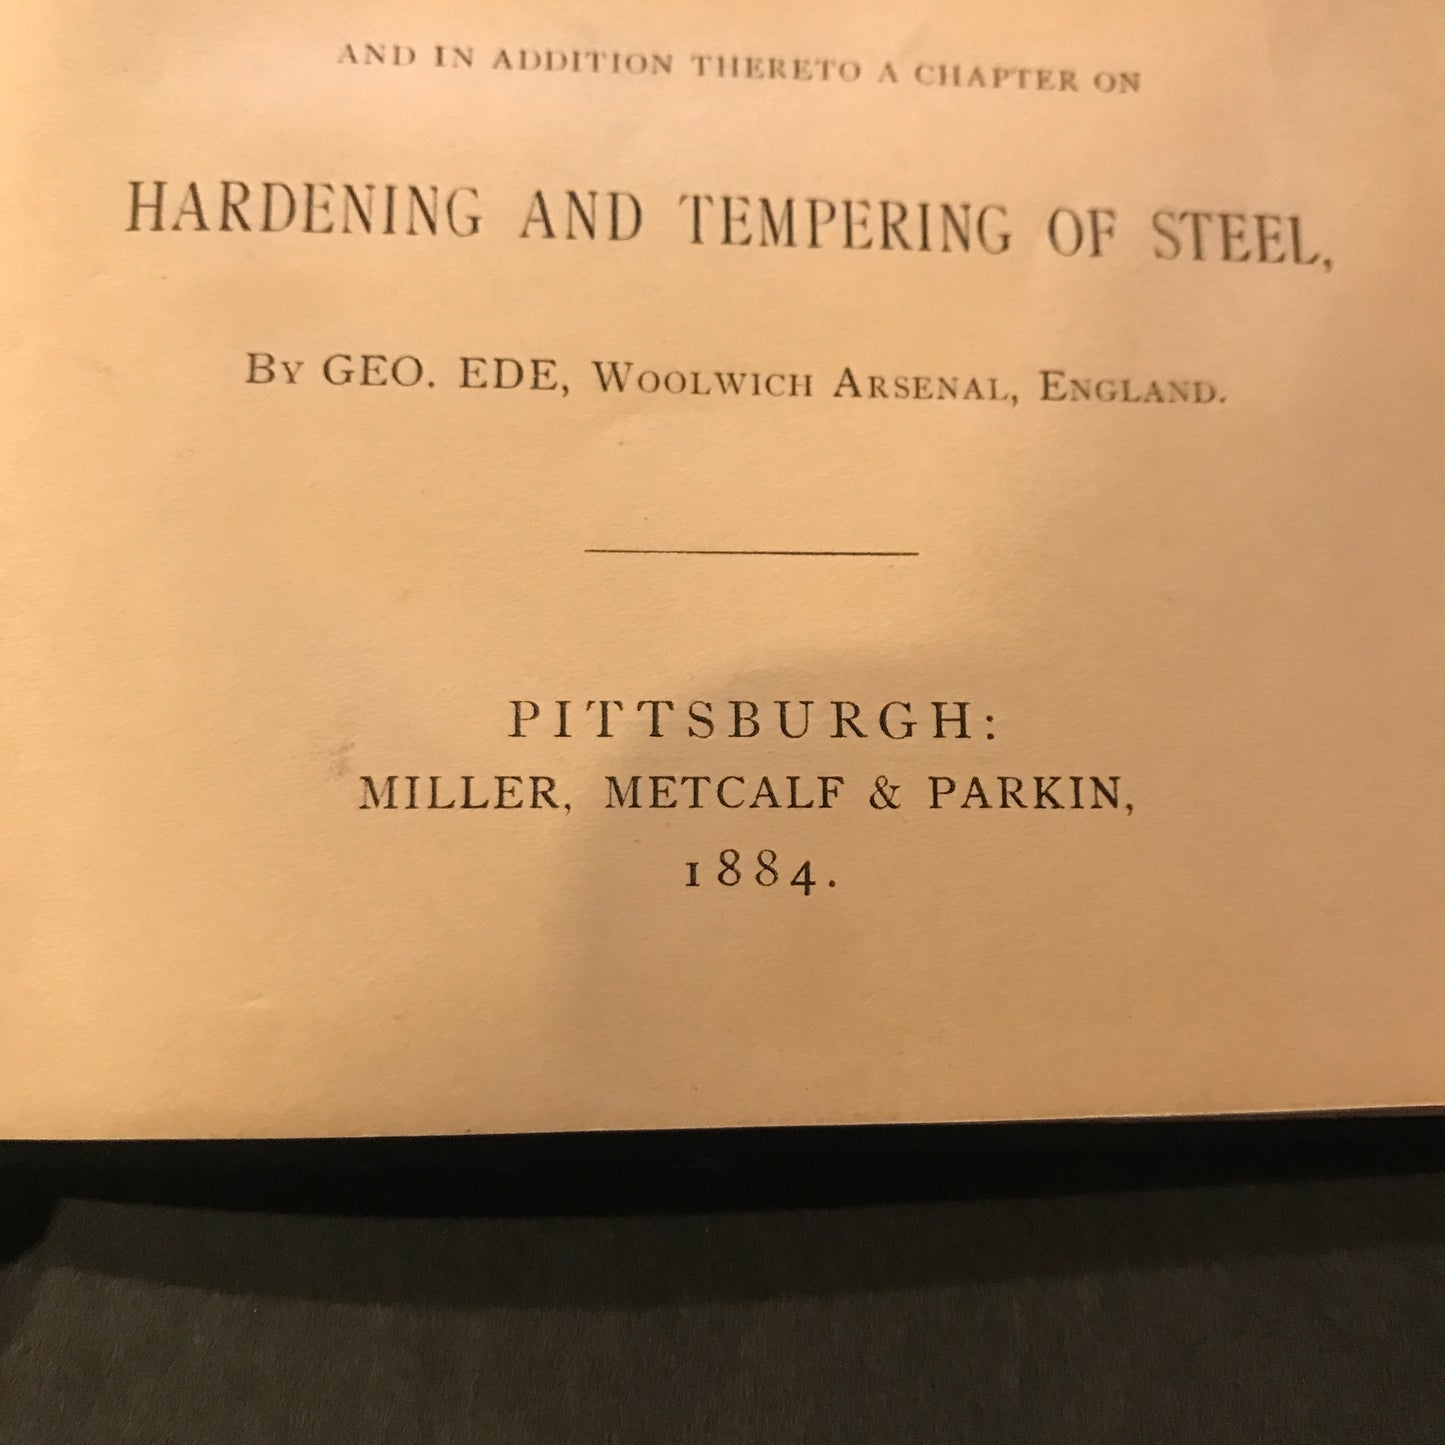 AND IN ADDITION THERETO A CHAPTER ON
HARDENING AND TEMPERING OF STEEL,
By GEO. EDE, Woolwich Arsenal, England.
PITTSBURGH:
MILLER, METCALF & PARKIN,
1884.